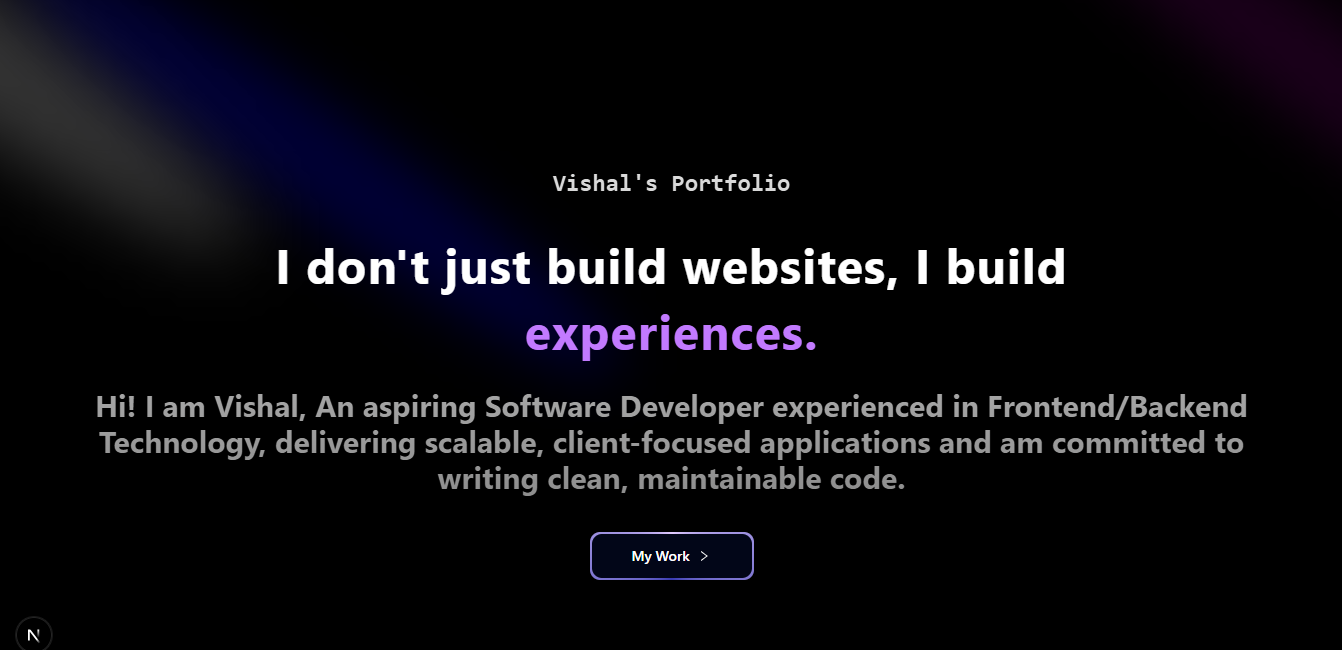 Vishal's Portfolio
I don't just build websites, I build
experiences.
Hi! I am Vishal, An aspiring Software Developer experienced in Frontend/Backend
Technology, delivering scalable, client-focused applications and am committed to
writing clean, maintainable code.
My Work >
N